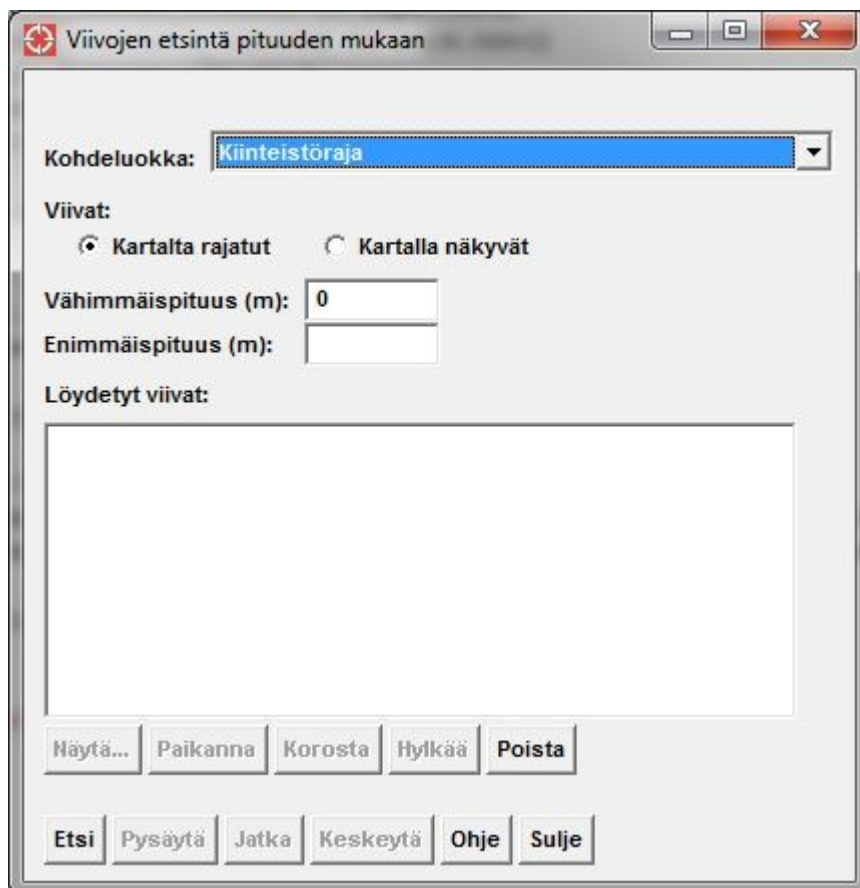 Viivojen etsintä pituuden mukaan
Kohdeluokka: Kiinteistöraja
Viivat:
Kartalta rajatut Kartalla näkyvät
Vähimmäispituus (m): 0
Enimmäispituus (m):
Löydetyt viivat:
Näytä... Paikanna Korosta Hylkää Poista
Etsi Pysäytä Jatka Keskeytä Ohje Sulje